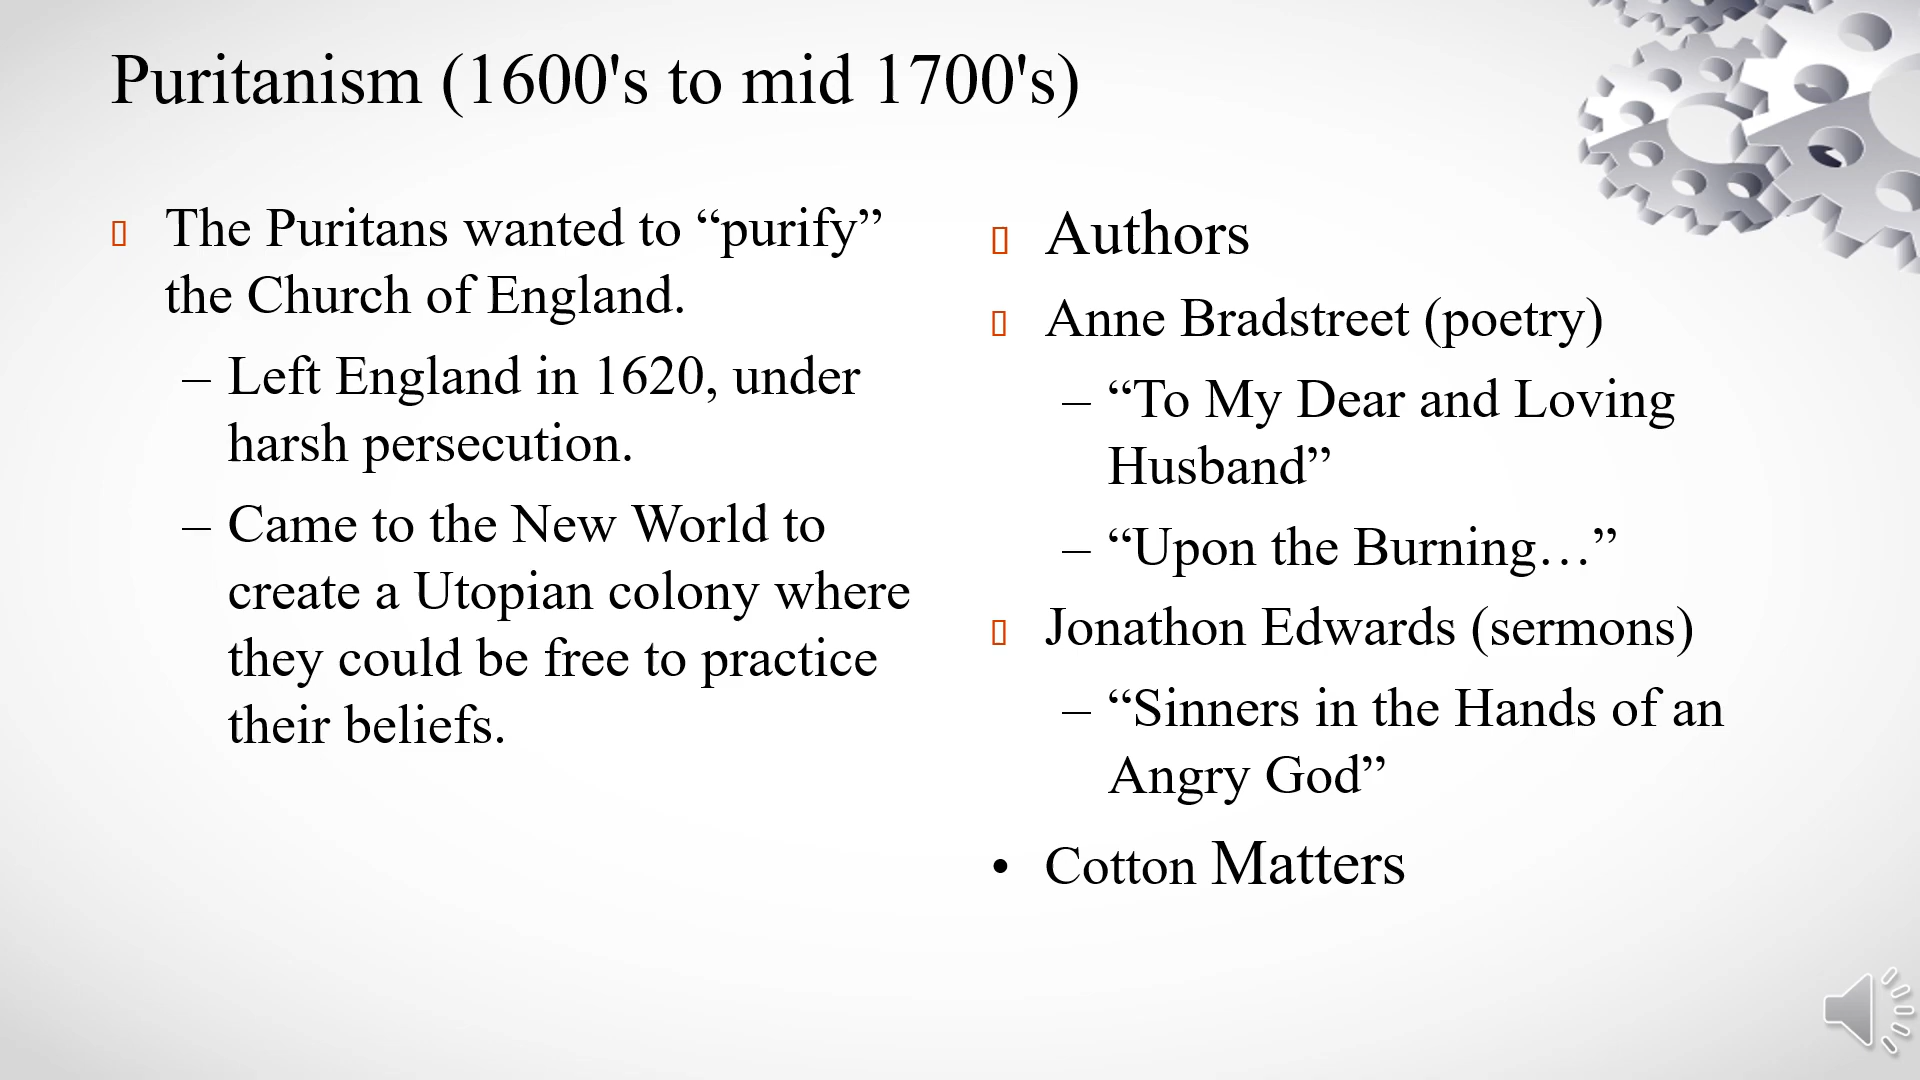 Puritanism (1600's to mid 1700's)
The Puritans wanted to “purify”
the Church of England.
– Left England in 1620, under
harsh persecution.
– Came to the New World to
create a Utopian colony where
they could be free to practice
their beliefs.
Authors
Anne Bradstreet (poetry)
– “To My Dear and Loving
Husband”
– “Upon the Burning…”
Jonathon Edwards (sermons)
– “Sinners in the Hands of an
Angry God”
• Cotton Matters